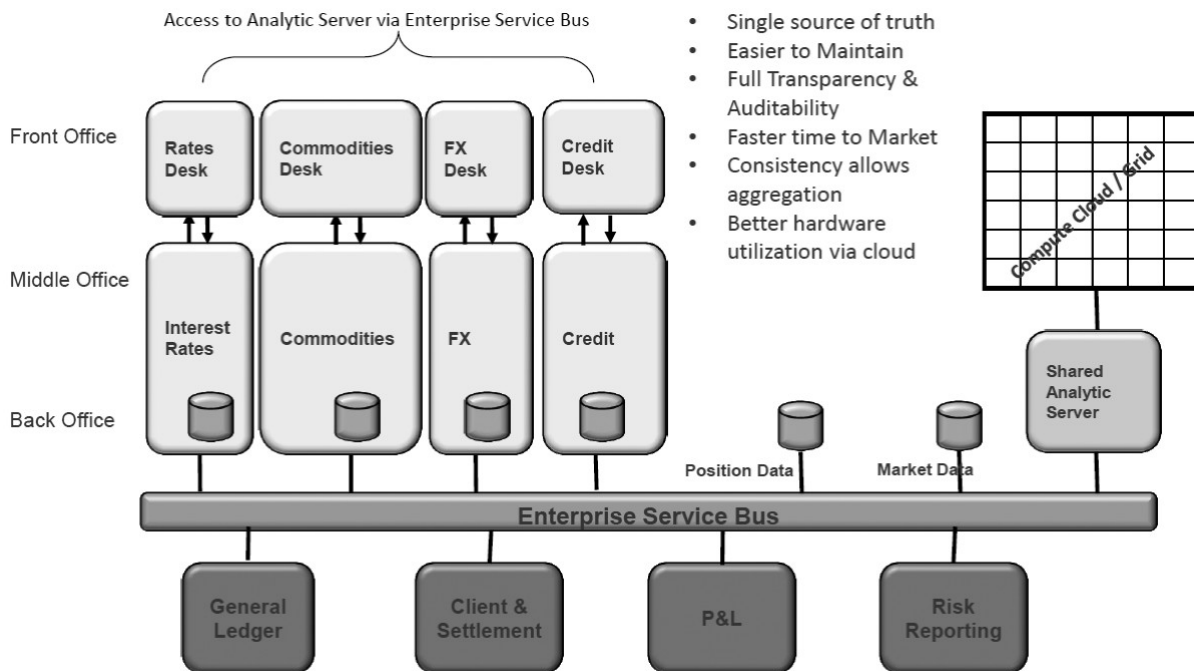 Access to Analytic Server via Enterprise Service Bus
• Single source of truth
• Easier to Maintain
• Full Transparency &
Auditability
• Faster time to Market
• Consistency allows
aggregation
• Better hardware
utilization via cloud
Front Office
Rates
Desk
Commodities
Desk
FX
Desk
Credit
Desk
Compute Cloud / Grid
Middle Office
Interest
Rates
Commodities
FX
Credit
Shared
Analytic
Server
Back Office
Position Data
Market Data
Enterprise Service Bus
General
Ledger
Client &
Settlement
P&L
Risk
Reporting